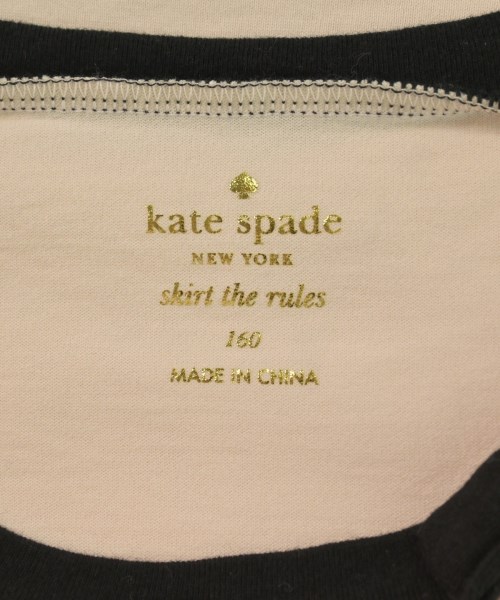 kate spade
NEW YORK
skirt the rules
160
MADE IN CHINA